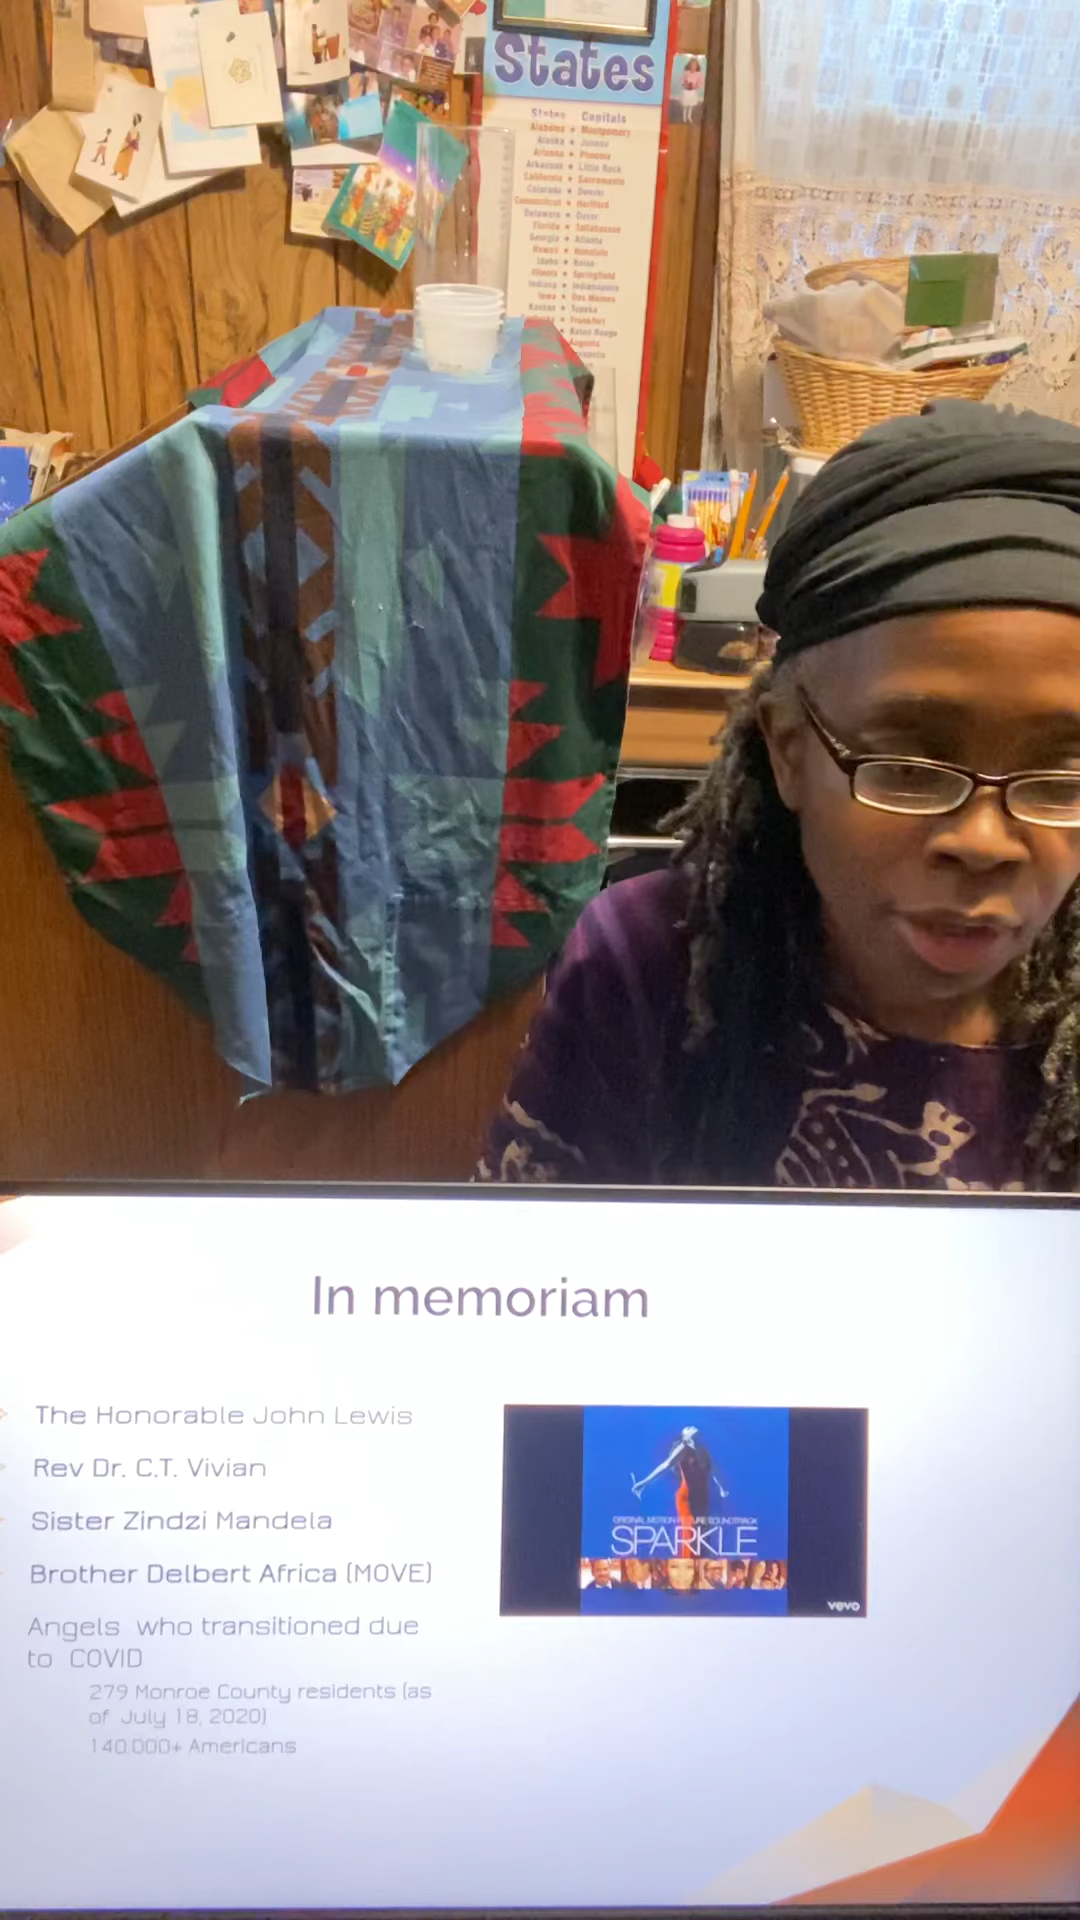 States
States Capitals
Alabama ★ Montgomery
Alaska ★ Juneau
Arizona ★ Phoenix
Arkansas ★ Little Rock
California ★ Sacramento
Colorado ★ Denver
Connecticut ★ Hartford
Delaware ★ Dover
Florida ★ Tallahassee
Georgia ★ Atlanta
Hawaii ★ Honolulu
Idaho ★ Boise
Illinois ★ Springfield
Indiana ★ Indianapolis
Iowa ★ Des Moines
Kansas ★ Topeka
★ Frankfort
★ Baton Rouge
Augusta
napolis
In memoriam
The Honorable John Lewis
Rev Dr. C.T. Vivian
Sister Zindzi Mandela
Brother Delbert Africa (MOVE)
Angels who transitioned due
to COVID
279 Monroe County residents (as
of July 18, 2020)
140,000+ Americans
ORIGINAL MOTION PICTURE SOUNDTRACK
SPARKLE
vevo